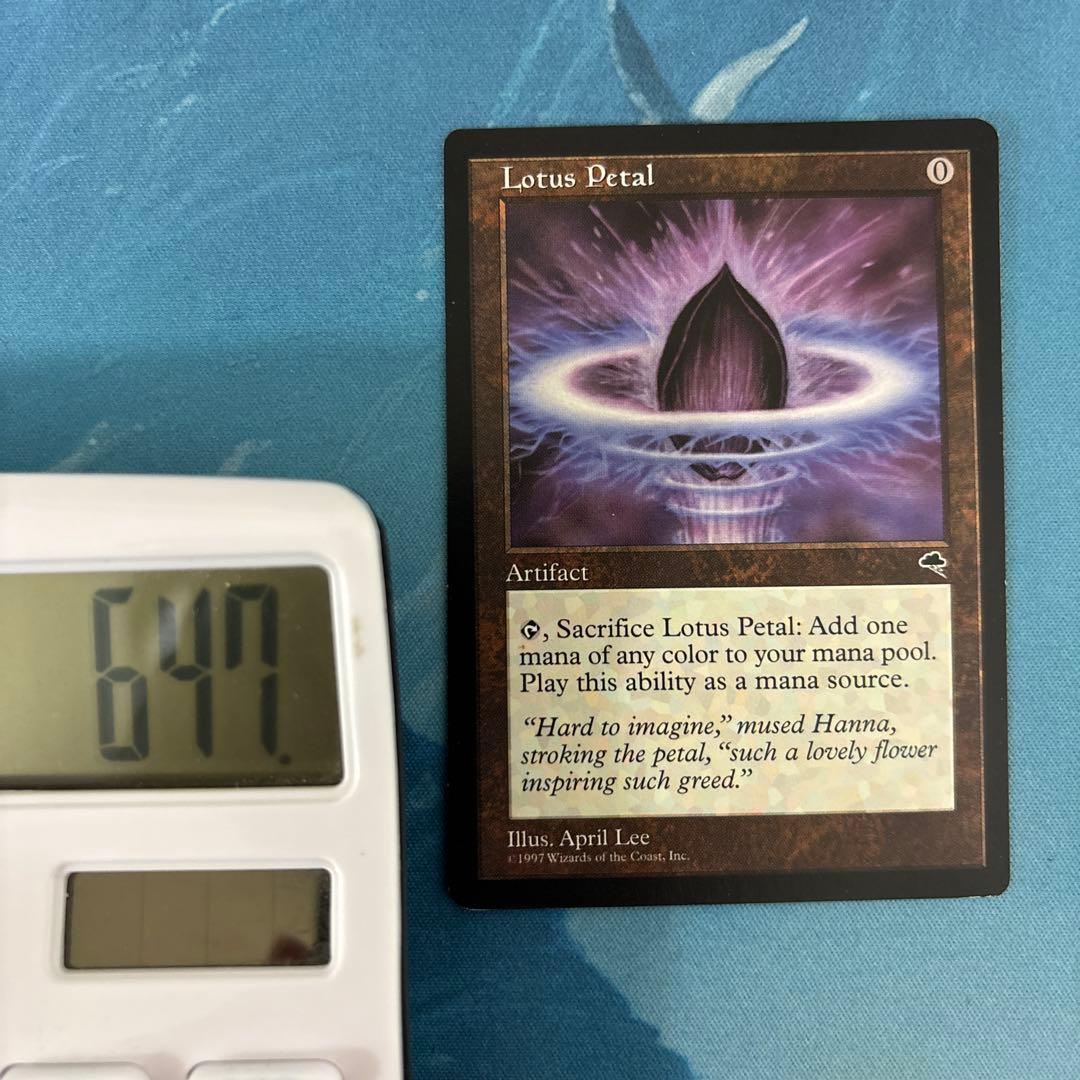 Lotus Petal 0
Artifact
, Sacrifice Lotus Petal: Add one
mana of any color to your mana pool.
Play this ability as a mana source.
“Hard to imagine,” mused Hanna,
stroking the petal, “such a lovely flower
inspiring such greed.”
Illus. April Lee
©1997 Wizards of the Coast, Inc.
647.